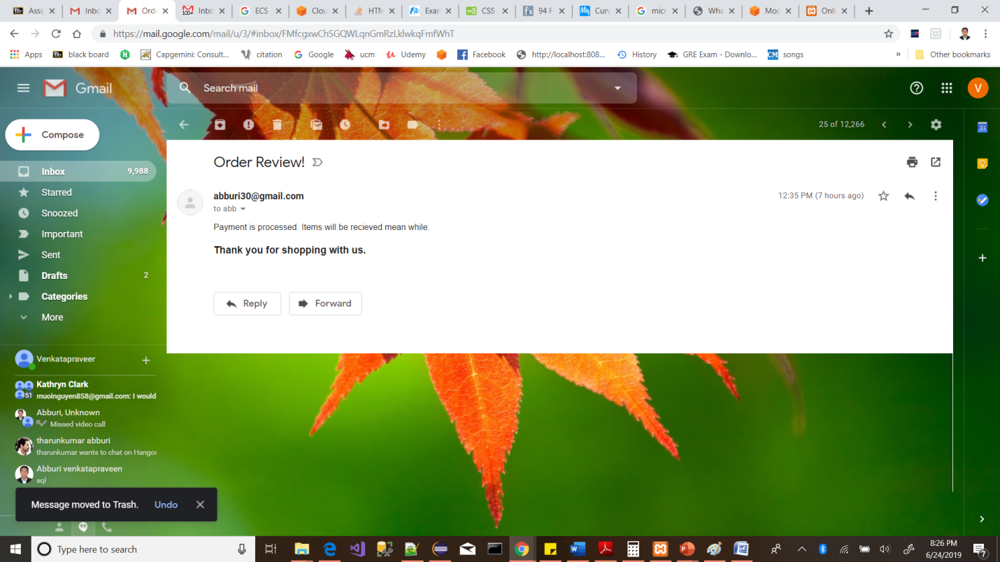 Assig
Inbo
Orde
Inbo
ECS
Clou
HTM
Exar
CSS
94 F
Curv
micr
Wha
Moc
Onli
https://mail.google.com/mail/u/3/#inbox/FMfcgxwChSGQWLqnGmRzLklwkqFmfWhT
Apps
black board
Capgemini: Consult...
citation
Google
ucm
Udemy
Facebook
http://localhost:808...
History
GRE Exam - Downlo...
songs
»
Other bookmarks
Gmail
Search mail
V
Compose
25 of 12,266
Inbox 9,988
Starred
Snoozed
Important
Sent
Drafts 2
Categories
More
Order Review!
abburi30@gmail.com
12:35 PM (7 hours ago)
to abb
Payment is processed. Items will be recieved mean while.
Thank you for shopping with us.
Reply
Forward
31
Venkatapraveer
Kathryn Clark
51 muoinguyen858@gmail.com: I would
Abburi, Unknown
Missed video call
tharunkumar abburi
tharunkumar wants to chat on Hangou
Abburi venkatapraveen
sql
Message moved to Trash. Undo
Type here to search
8:26 PM
6/24/2019
7